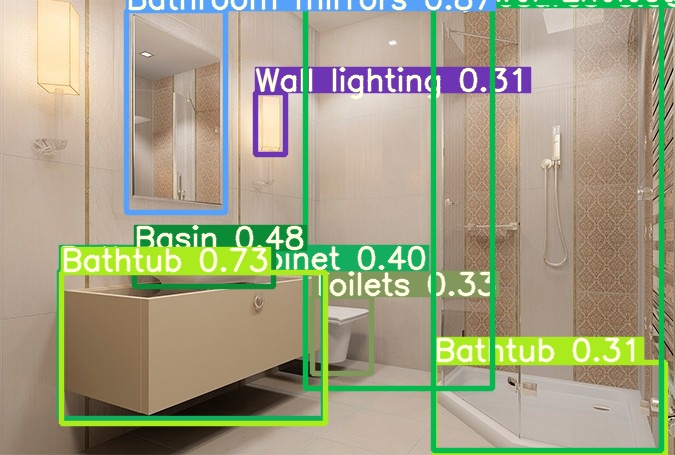 Bathroom mirrors 0.87
Wall lighting 0.31
Basin 0.48
binet 0.40
Bathtub 0.73
Toilets 0.33
Bathtub 0.31